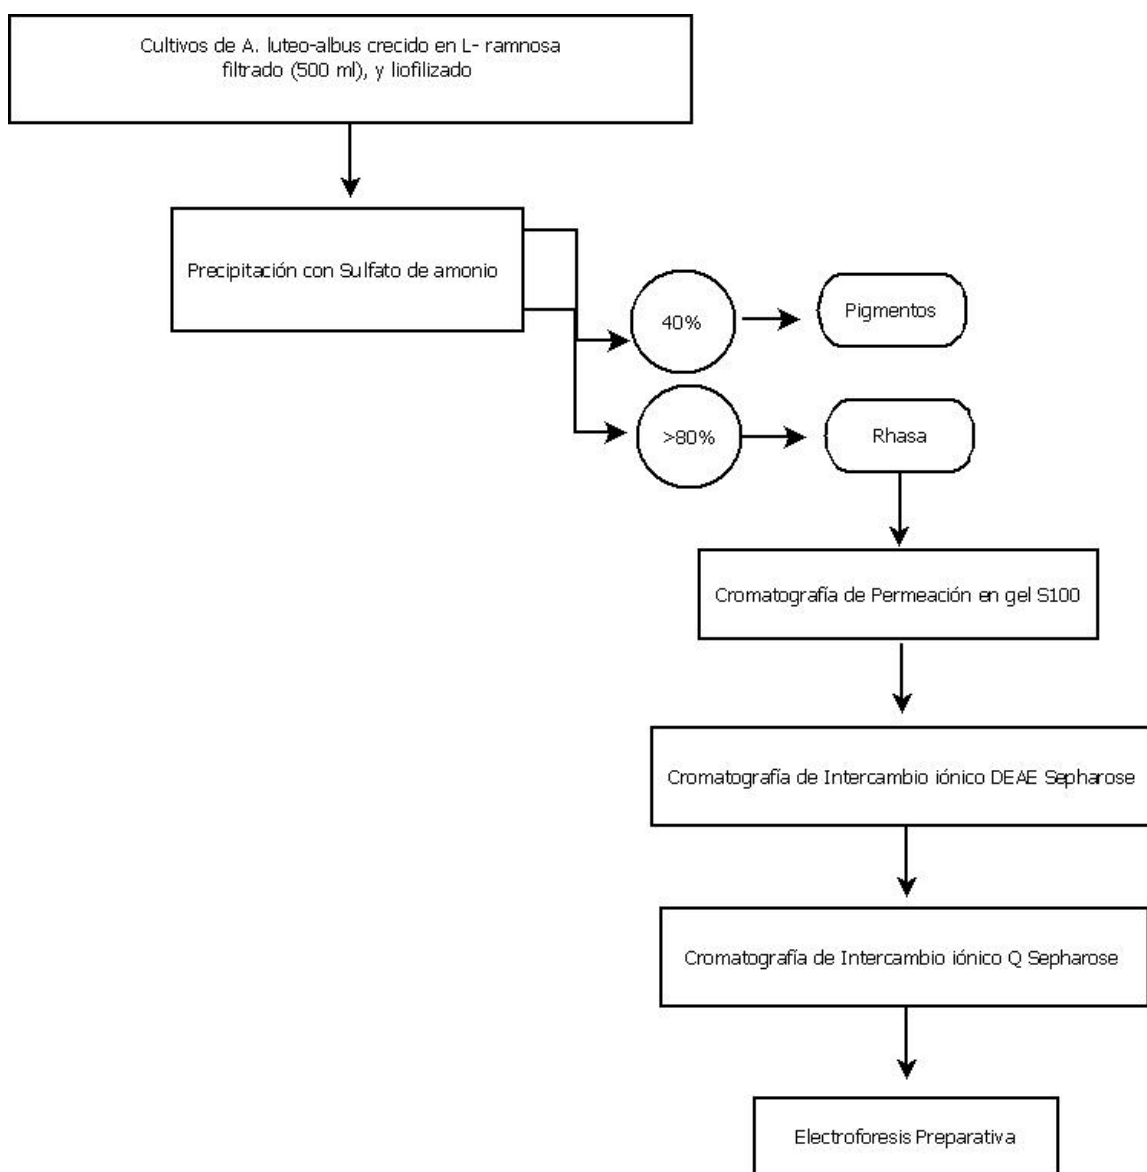 Cultivos de A. luteo-albus crecido en L- ramnosa
filtrado (500 ml), y liofilizado
Precipitación con Sulfato de amonio
40%
Pigmentos
>80%
Rhasa
Cromatografía de Permeación en gel S100
Cromatografía de Intercambio iónico DEAE Sepharose
Cromatografía de Intercambio iónico Q Sepharose
Electroforesis Preparativa